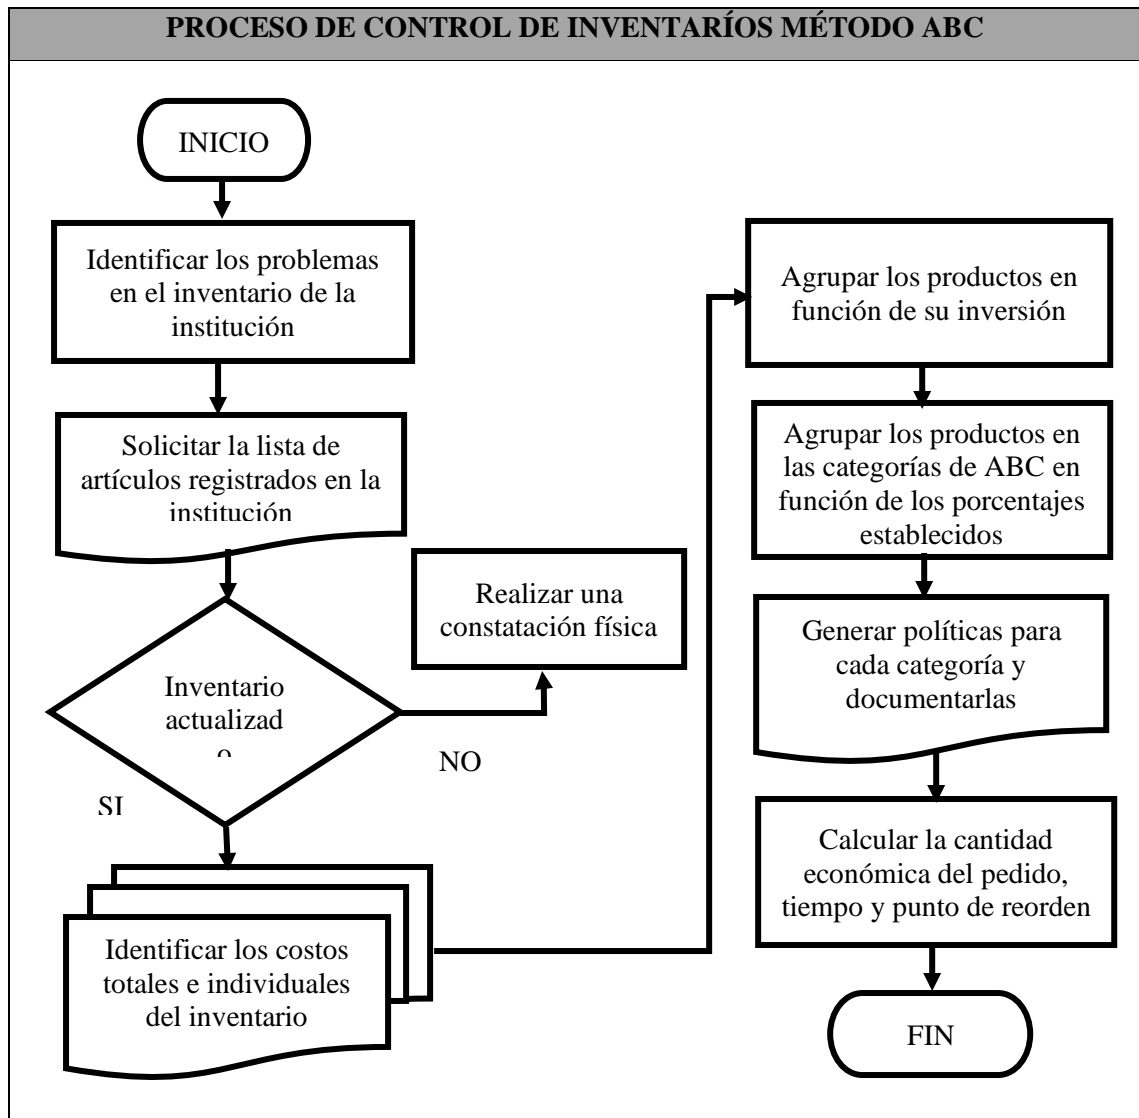 PROCESO DE CONTROL DE INVENTARÍOS MÉTODO ABC
INICIO
Identificar los problemas
en el inventario de la
institución
Solicitar la lista de
artículos registrados en la
institución
Inventario
actualizad
o
NO
SI
Realizar una
constatación física
Identificar los costos
totales e individuales
del inventario
Agrupar los productos en
función de su inversión
Agrupar los productos en
las categorías de ABC en
función de los porcentajes
establecidos
Generar políticas para
cada categoría y
documentarlas
Calcular la cantidad
económica del pedido,
tiempo y punto de reorden
FIN